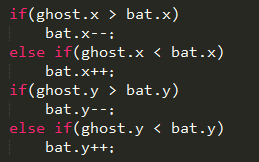 if(ghost.x > bat.x)
    bat.x--;
else if(ghost.x < bat.x)
    bat.x++;
if(ghost.y > bat.y)
    bat.y--;
else if(ghost.y < bat.y)
    bat.y++;